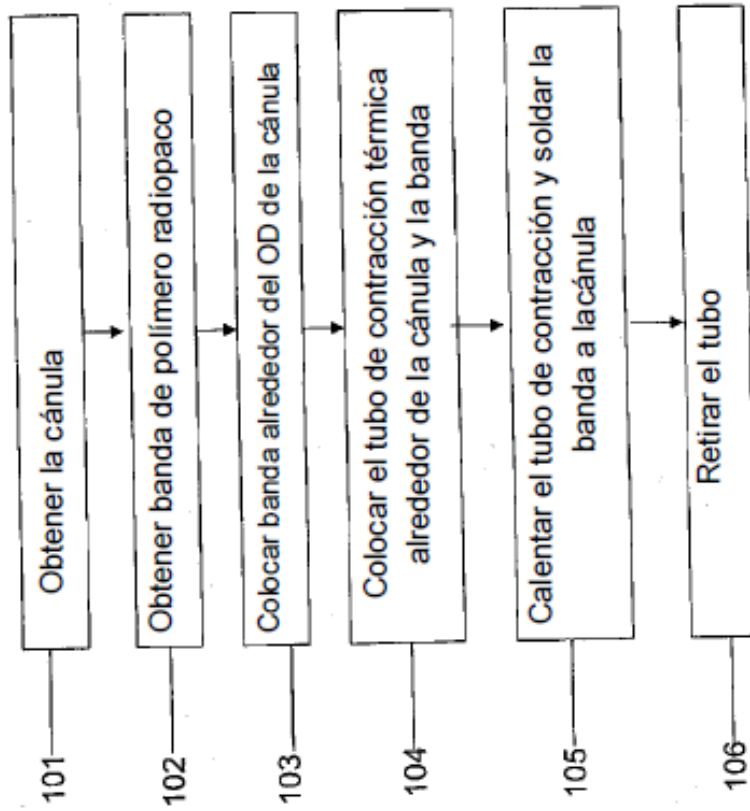 101
Obtener la cánula
102
Obtener banda de polímero radiopaco
103
Colocar banda alrededor del OD de la cánula
104
Colocar el tubo de contracción térmica
alrededor de la cánula y la banda
105
Calentar el tubo de contracción y soldar la
banda a lacánula
106
Retirar el tubo